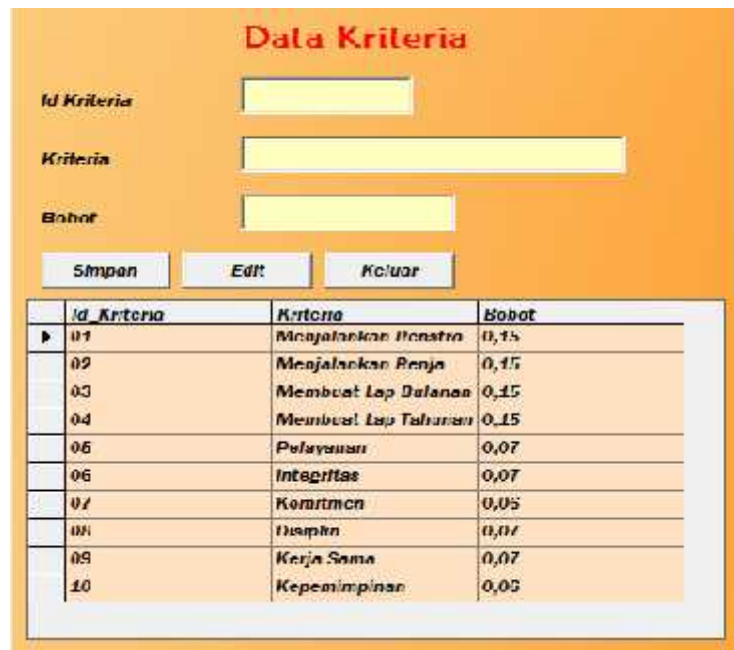 Data Kriteria
Id Kriteria
Kriteria
Bobot
Simpan Edit Keluar
Id_Kriteria Kriteria Bobot
01 Menjalankan Renstra 0,15
02 Menjalankan Renja 0,15
03 Membuat Lap Bulanan 0,15
04 Membuat Lap Tahunan 0,15
05 Pelayanan 0,07
06 Integritas 0,07
07 Komitmen
08 Disiplin 0,07
09 Kerja Sama 0,07
10 Kepemimpinan